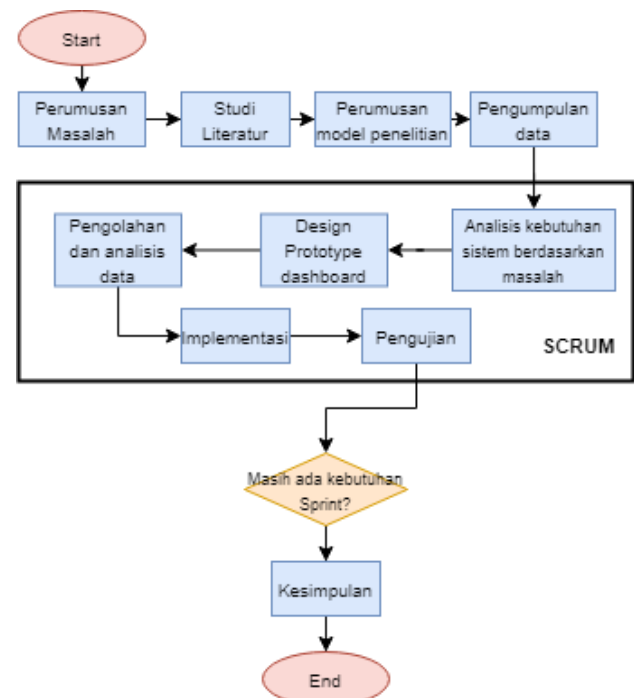 Start
Perumusan
Masalah
Studi
Literatur
Perumusan
model penelitian
Pengumpulan
data
Analisis kebutuhan
sistem berdasarkan
masalah
Design
Prototype
dashboard
Pengolahan
dan analisis
data
Implementasi
Pengujian
SCRUM
Masih ada kebutuhan
Sprint?
Kesimpulan
End